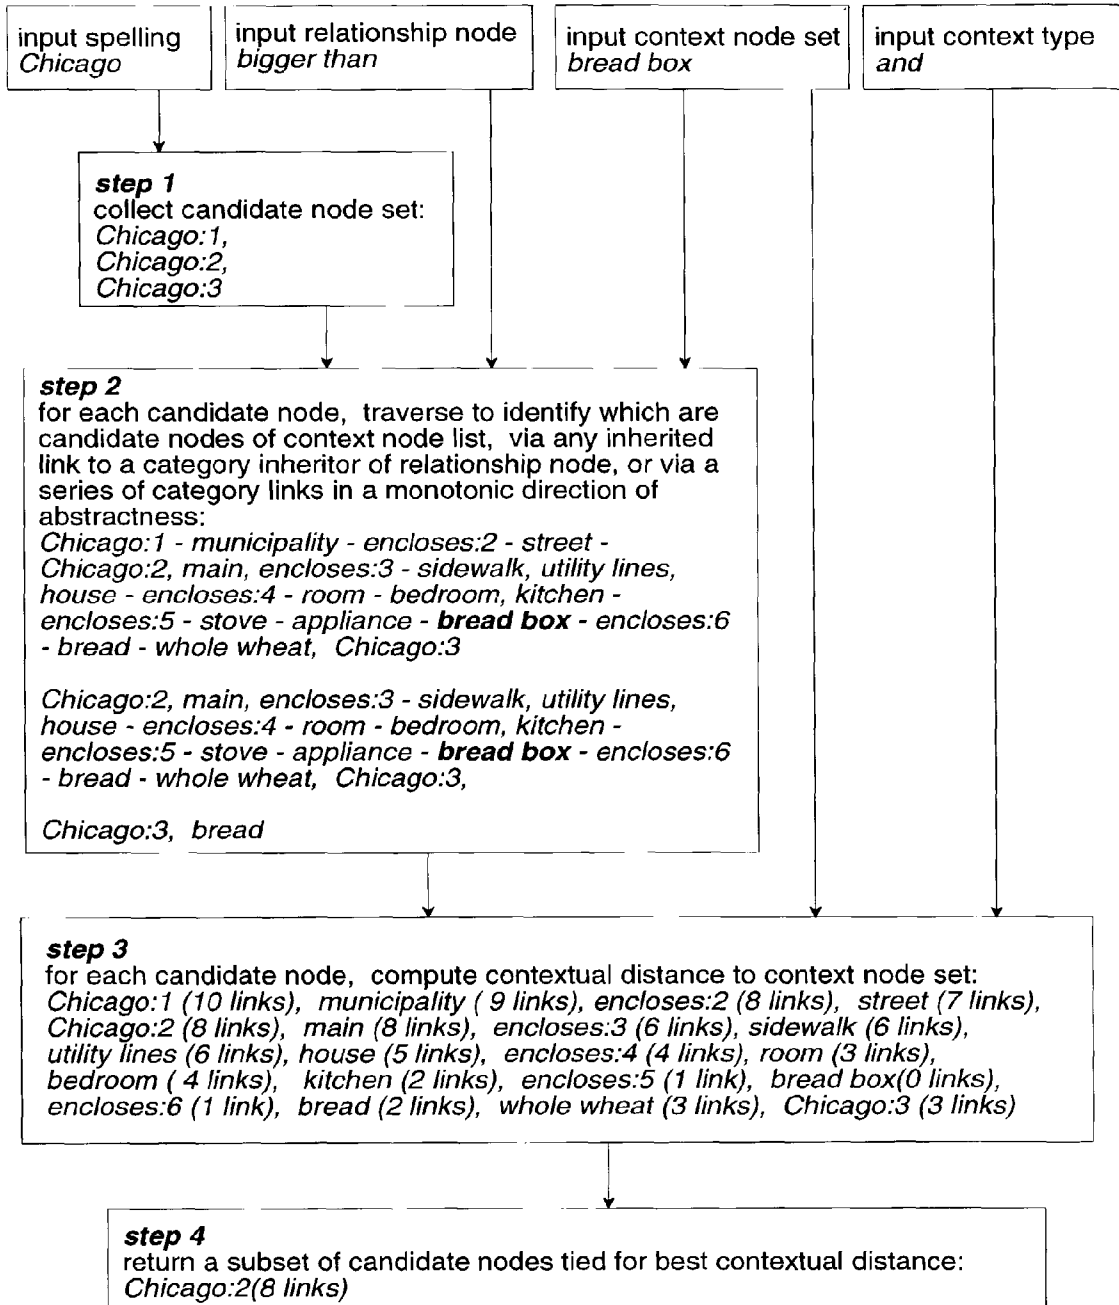 input spelling
Chicago
input relationship node
bigger than
input context node set
bread box
input context type
and
step 1
collect candidate node set:
Chicago:1,
Chicago:2,
Chicago:3
step 2
for each candidate node, traverse to identify which are
candidate nodes of context node list, via any inherited
link to a category inheritor of relationship node, or via a
series of category links in a monotonic direction of
abstractness:
Chicago:1 - municipality - encloses:2 - street -
Chicago:2, main, encloses:3 - sidewalk, utility lines,
house - encloses:4 - room - bedroom, kitchen -
encloses:5 - stove - appliance - bread box - encloses:6
- bread - whole wheat, Chicago:3
Chicago:2, main, encloses:3 - sidewalk, utility lines,
house - encloses:4 - room - bedroom, kitchen -
encloses:5 - stove - appliance - bread box - encloses:6
- bread - whole wheat, Chicago:3,
Chicago:3, bread
step 3
for each candidate node, compute contextual distance to context node set:
Chicago:1 (10 links), municipality ( 9 links), encloses:2 (8 links), street (7 links),
Chicago:2 (8 links), main (8 links), encloses:3 (6 links), sidewalk (6 links),
utility lines (6 links), house (5 links), encloses:4 (4 links), room (3 links),
bedroom ( 4 links), kitchen (2 links), encloses:5 (1 link), bread box(0 links),
encloses:6 (1 link), bread (2 links), whole wheat (3 links), Chicago:3 (3 links)
step 4
return a subset of candidate nodes tied for best contextual distance:
Chicago:2(8 links)